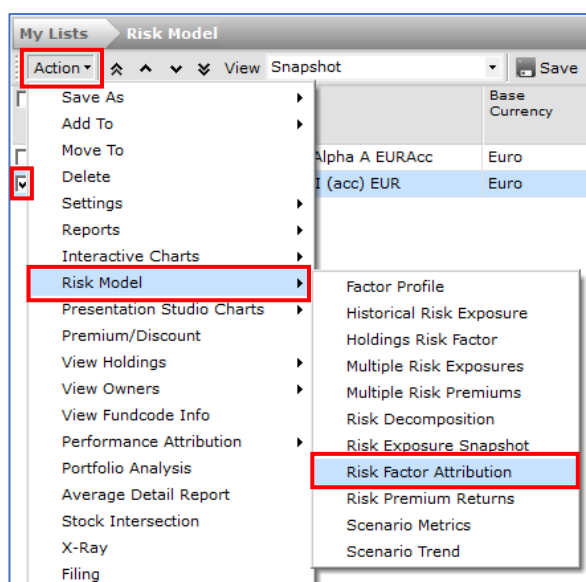 My Lists Risk Model
Action View Snapshot Save
Base
Currency
Alpha A EURAcc Euro
I (acc) EUR Euro
Save As
Add To
Move To
Delete
Settings
Reports
Interactive Charts
Risk Model
Presentation Studio Charts
Premium/Discount
View Holdings
View Owners
View Fundcode Info
Performance Attribution
Portfolio Analysis
Average Detail Report
Stock Intersection
X-Ray
Filing
Factor Profile
Historical Risk Exposure
Holdings Risk Factor
Multiple Risk Exposures
Multiple Risk Premiums
Risk Decomposition
Risk Exposure Snapshot
Risk Factor Attribution
Risk Premium Returns
Scenario Metrics
Scenario Trend